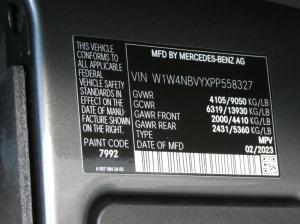 THIS VEHICLE
CONFORMS TO ALL
APPLICABLE
U.S. FEDERAL
MOTOR VEHICLE
SAFETY STANDARDS
IN EFFECT ON THE
DATE OF MANU-
FACTURE SHOWN
ON THE RIGHT
PAINT CODE
7992
MFD BY MERCEDES-BENZ AG
VIN W1W4NBVYXPP558327
GVWR 4105/9050 KG/LB
GCWR 6319/13930 KG/LB
GAWR FRONT 2000/4410 KG/LB
GAWR REAR 2431/5360 KG/LB
MPV
DATE OF MFD 02/2023